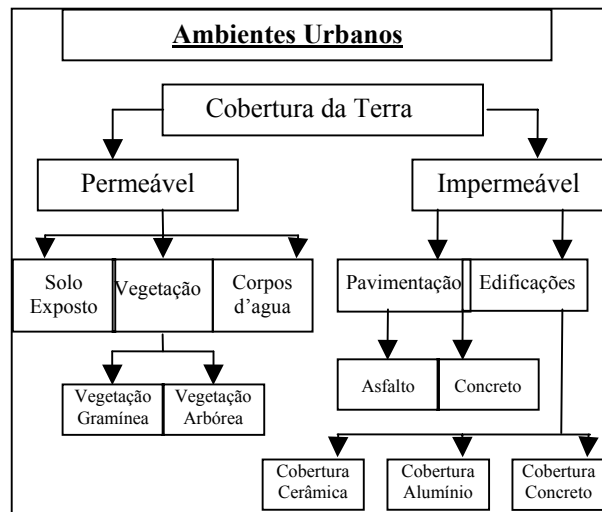 Ambientes Urbanos
Cobertura da Terra
Permeável
Impermeável
Solo
Exposto
Vegetação
Corpos
d’agua
Pavimentação
Edificações
Vegetação
Gramínea
Vegetação
Arbórea
Asfalto
Concreto
Cobertura
Cerâmica
Cobertura
Alumínio
Cobertura
Concreto